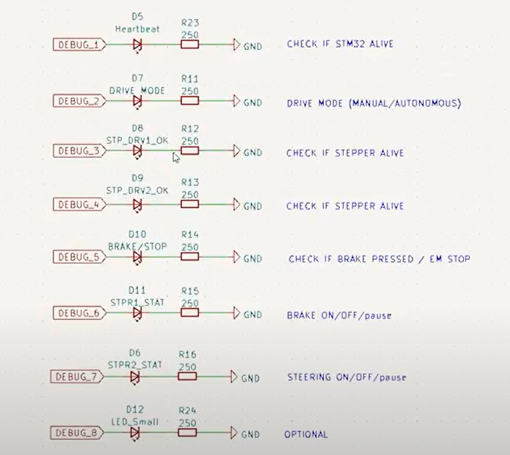 D5
Heartbeat
R23
250
DEBUG_1
GND
CHECK IF STM32 ALIVE
D7
DRIVE_MODE
R11
250
DEBUG_2
GND
DRIVE MODE (MANUAL/AUTONOMOUS)
D8
STP_DRV1_OK
R12
250
DEBUG_3
GND
CHECK IF STEPPER ALIVE
D9
STP_DRV2_OK
R13
250
DEBUG_4
GND
CHECK IF STEPPER ALIVE
D10
BRAKE/STOP
R14
250
DEBUG_5
GND
CHECK IF BRAKE PRESSED / EM STOP
D11
STPR1_STAT
R15
250
DEBUG_6
GND
BRAKE ON/OFF/pause
D6
STPR2_STAT
R16
250
DEBUG_7
GND
STEERING ON/OFF/pause
D12
LED_Small
R24
250
DEBUG_8
GND
OPTIONAL